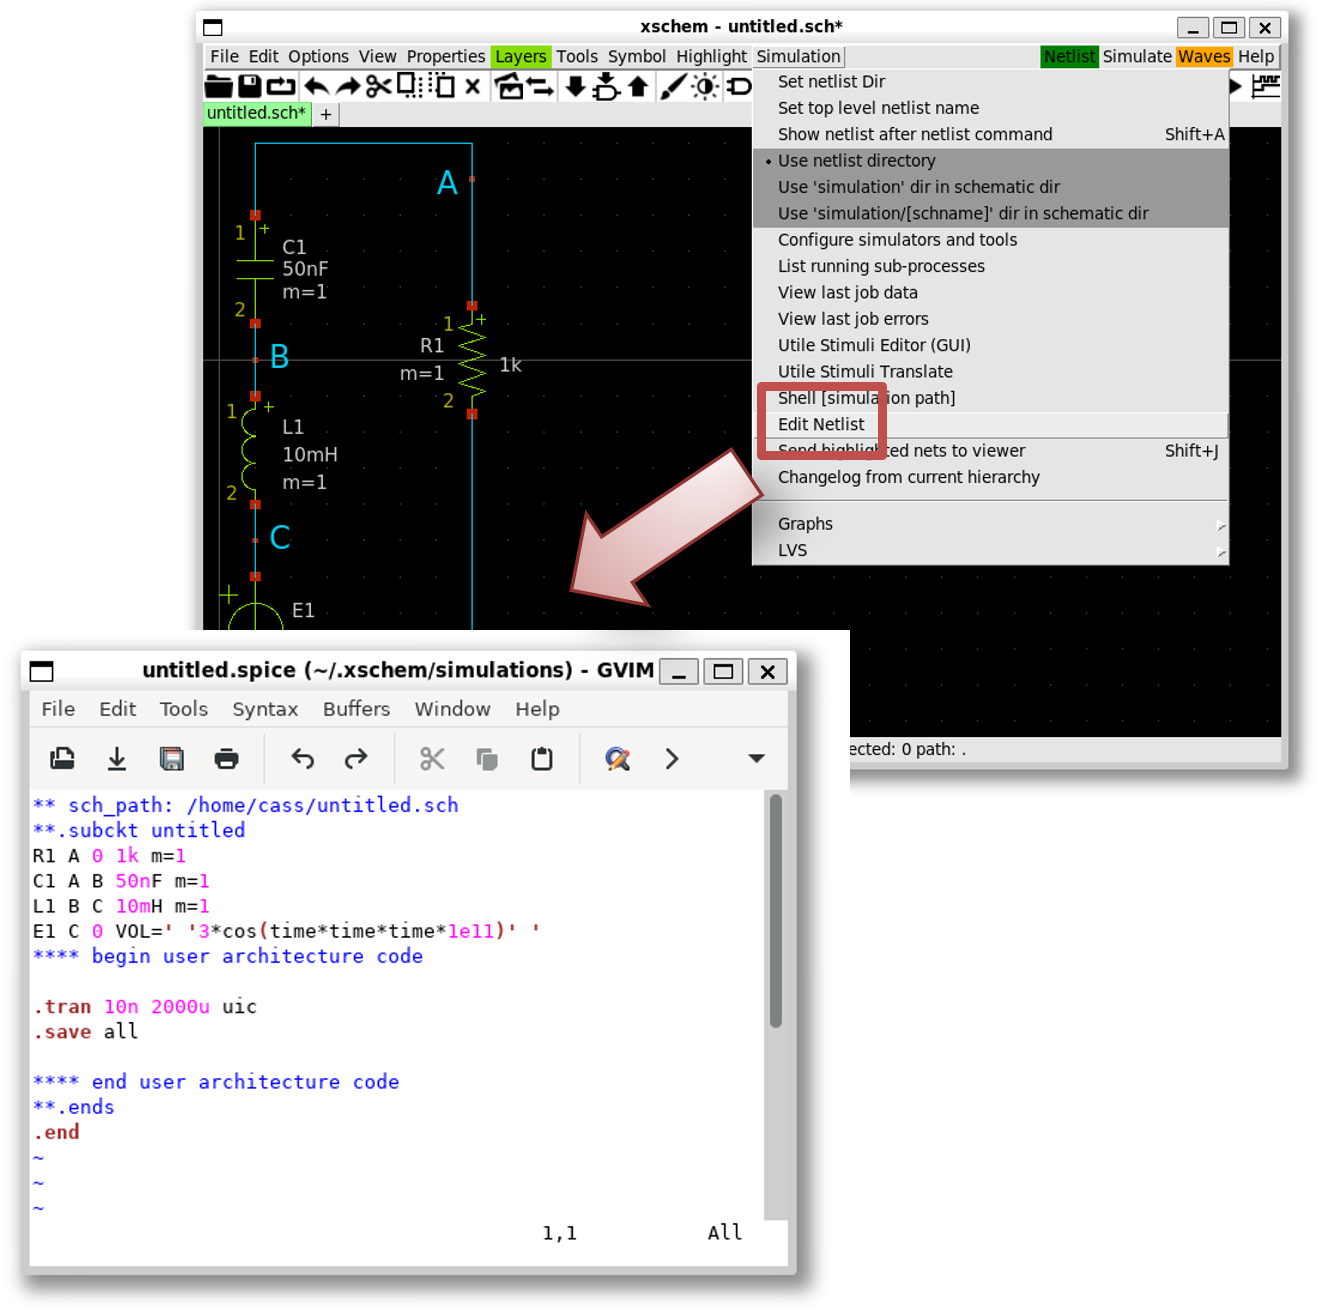 xschem - untitled.sch*
File Edit Options View Properties Layers Tools Symbol Highlight Simulation Netlist Simulate Waves Help
untitled.sch* +
Set netlist Dir
Set top level netlist name
Show netlist after netlist command Shift+A
Use netlist directory
Use 'simulation' dir in schematic dir
Use 'simulation/[schname]' dir in schematic dir
Configure simulators and tools
List running sub-processes
View last job data
View last job errors
Utile Stimuli Editor (GUI)
Utile Stimuli Translate
Shell [simulation path]
Edit Netlist
Send highlighted nets to viewer Shift+J
Changelog from current hierarchy
Graphs
LVS
A
1 +
C1
50nF
m=1
2
B
1 +
R1
m=1
1k
2
1 +
L1
10mH
m=1
2
C
+
E1
ected: 0 path: .
untitled.spice (~/.xschem/simulations) - GVIM
File Edit Tools Syntax Buffers Window Help
** sch_path: /home/cass/untitled.sch
**.subckt untitled
R1 A 0 1k m=1
C1 A B 50nF m=1
L1 B C 10mH m=1
E1 C 0 VOL=' '3*cos(time*time*time*1e11)' '
**** begin user architecture code
.tran 10n 2000u uic
.save all
**** end user architecture code
**.ends
.end
~
~
~
1,1 All